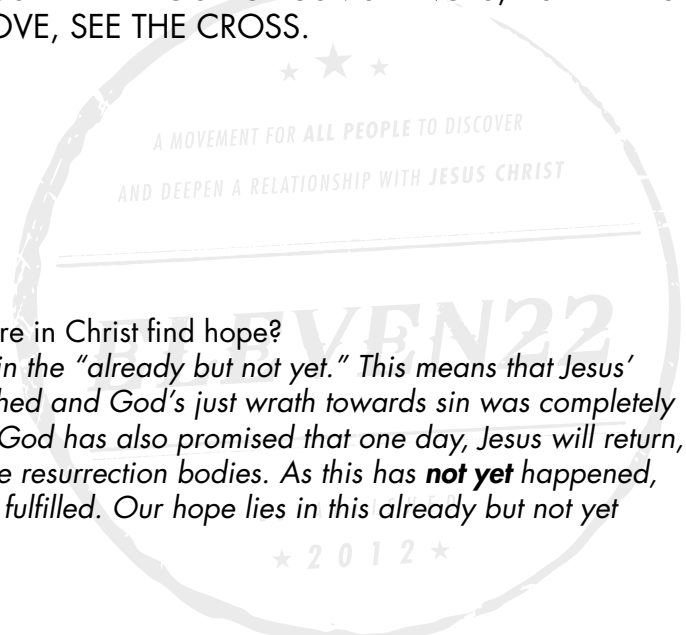 OVE, SEE THE CROSS.
A MOVEMENT FOR ALL PEOPLE TO DISCOVER
AND DEEPEN A RELATIONSHIP WITH JESUS CHRIST
ELEVEN22
re in Christ find hope?
in the “already but not yet.” This means that Jesus’
hed and God’s just wrath towards sin was completely
God has also promised that one day, Jesus will return,
e resurrection bodies. As this has not yet happened,
fulfilled. Our hope lies in this already but not yet
2012